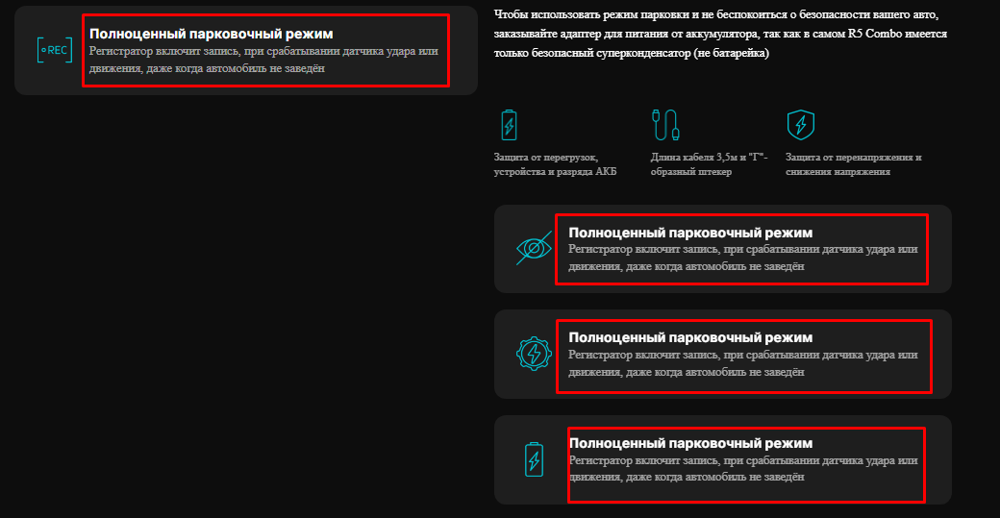 REC
Полноценный парковочный режим
Регистратор включит запись, при срабатывании датчика удара или
движения, даже когда автомобиль не заведён
Чтобы использовать режим парковки и не беспокоиться о безопасности вашего авто,
заказывайте адаптер для питания от аккумулятора, так как в самом R5 Combo имеется
только безопасный суперконденсатор (не батарейка)
Защита от перегрузок,
устройства и разряда АКБ
Длина кабеля 3,5м и "Г"-
образный штекер
Защита от перенапряжения и
снижения напряжения
Полноценный парковочный режим
Регистратор включит запись, при срабатывании датчика удара или
движения, даже когда автомобиль не заведён
Полноценный парковочный режим
Регистратор включит запись, при срабатывании датчика удара или
движения, даже когда автомобиль не заведён
Полноценный парковочный режим
Регистратор включит запись, при срабатывании датчика удара или
движения, даже когда автомобиль не заведён